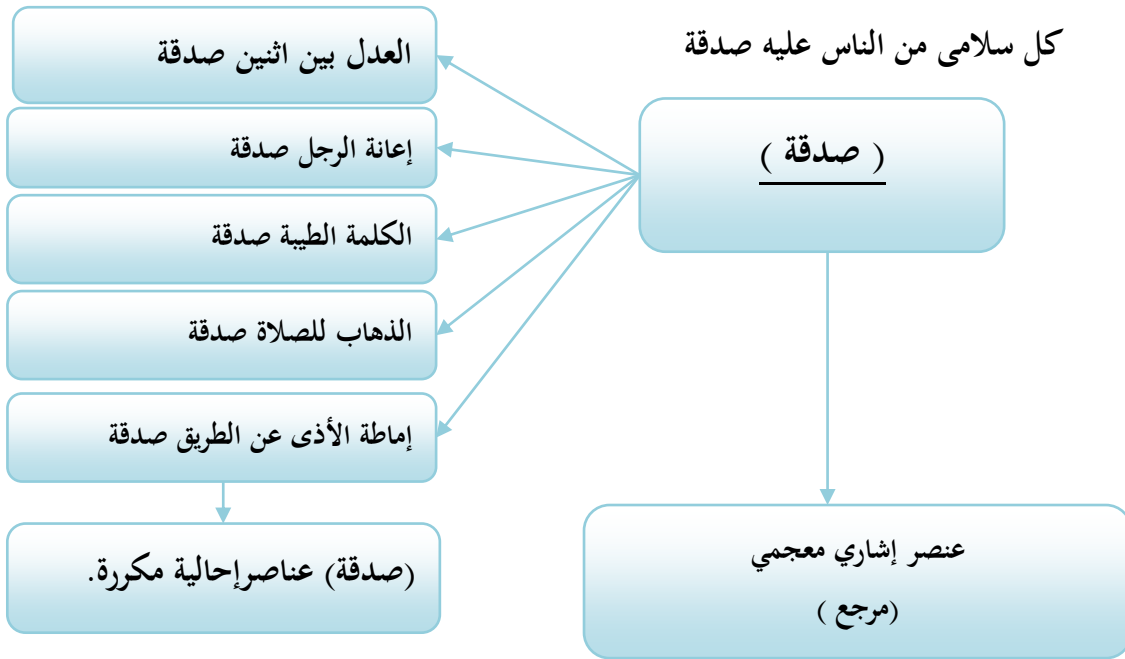 كل سلامى من الناس عليه صدقة
( صدقة )
العدل بين اثنين صدقة
إعانة الرجل صدقة
الكلمة الطيبة صدقة
الذهاب للصلاة صدقة
إماطة الأذى عن الطريق صدقة
عنصر إشاري معجمي
(مرجع )
(صدقة) عناصرإحالية مكررة.